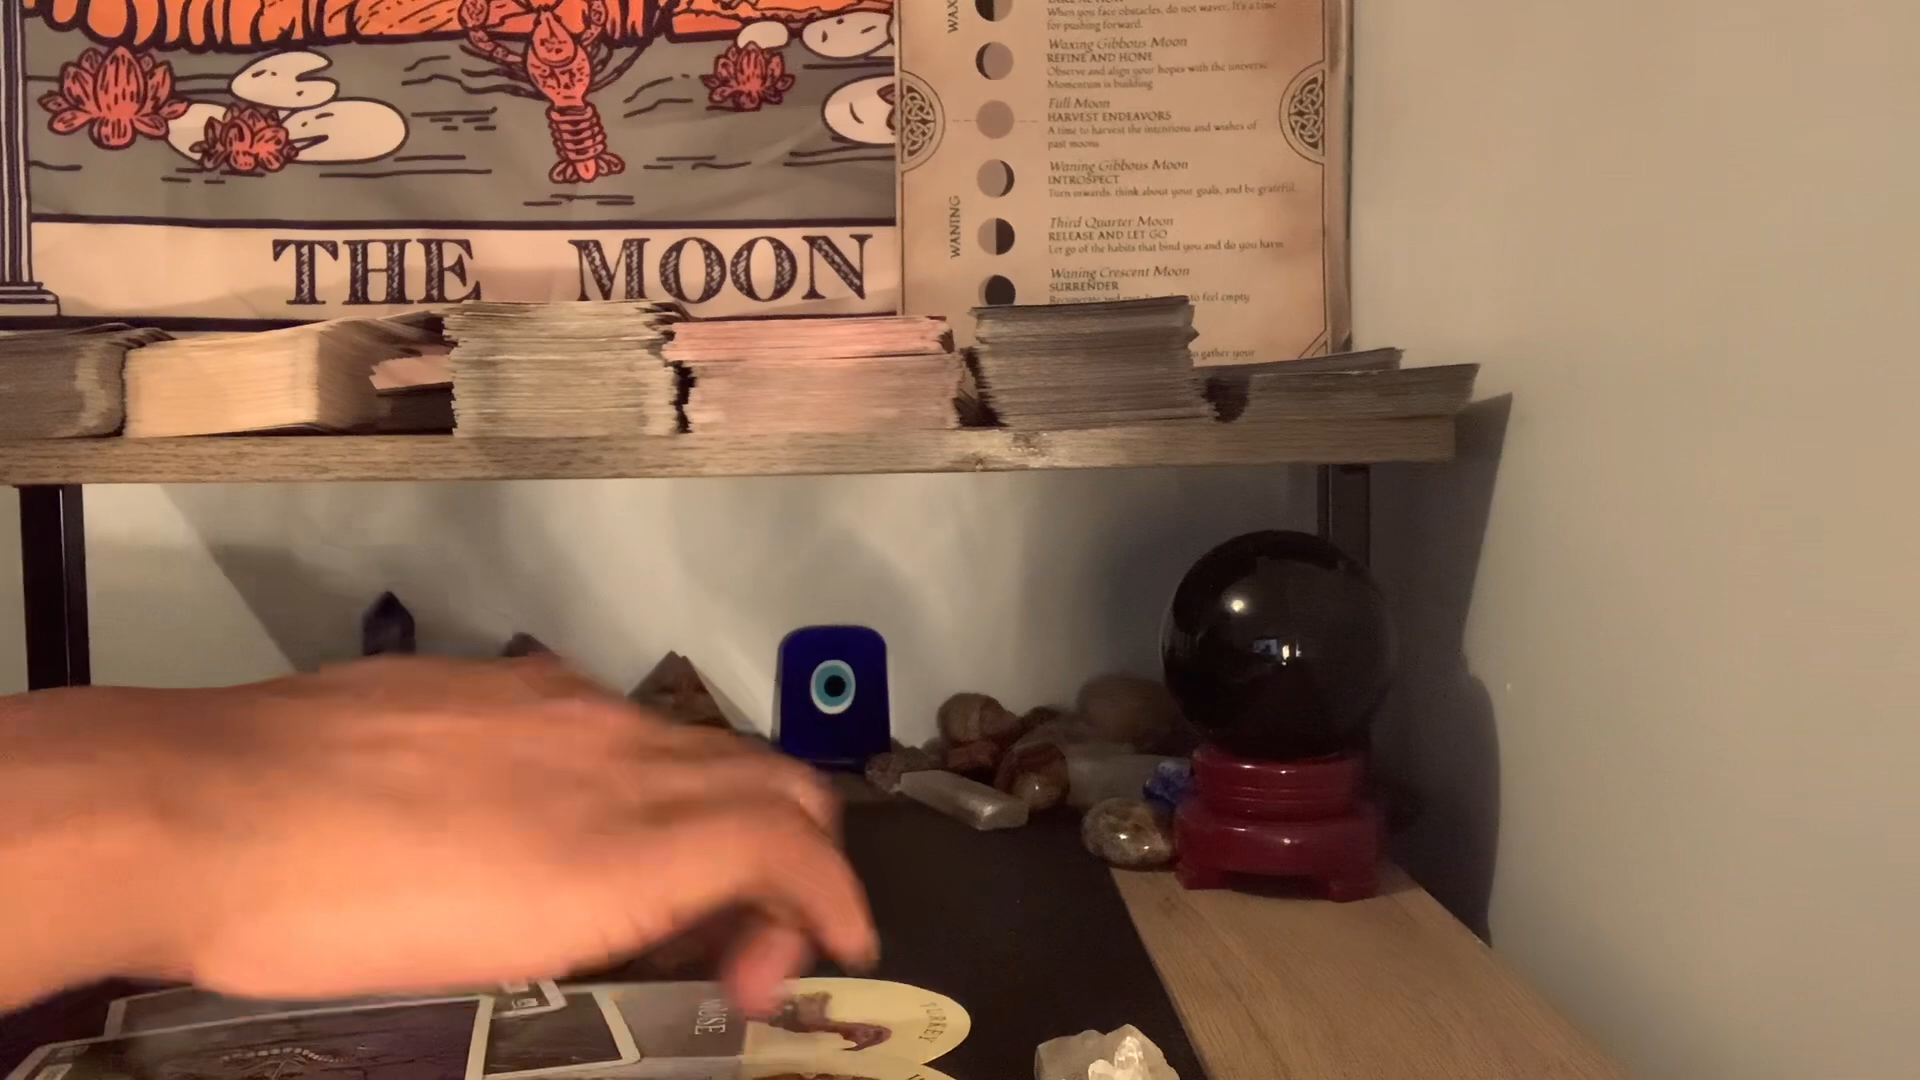 WAX
When you face obstacles, do not waver. It's a time
for pushing forward.
Waxing Gibbous Moon
REFINE AND HONE
Observe and align your hopes with the universe.
Momentum is building.
Full Moon
HARVEST ENDEAVORS
A time to harvest the intentions and wishes of
past moons.
WANING
Waning Gibbous Moon
INTROSPECT
Turn inwards, think about your goals, and be grateful.
Third Quarter Moon
RELEASE AND LET GO
Let go of the habits that bind you and do you harm.
Waning Crescent Moon
SURRENDER
Recuperate and to feel empty
gather your
THE MOON